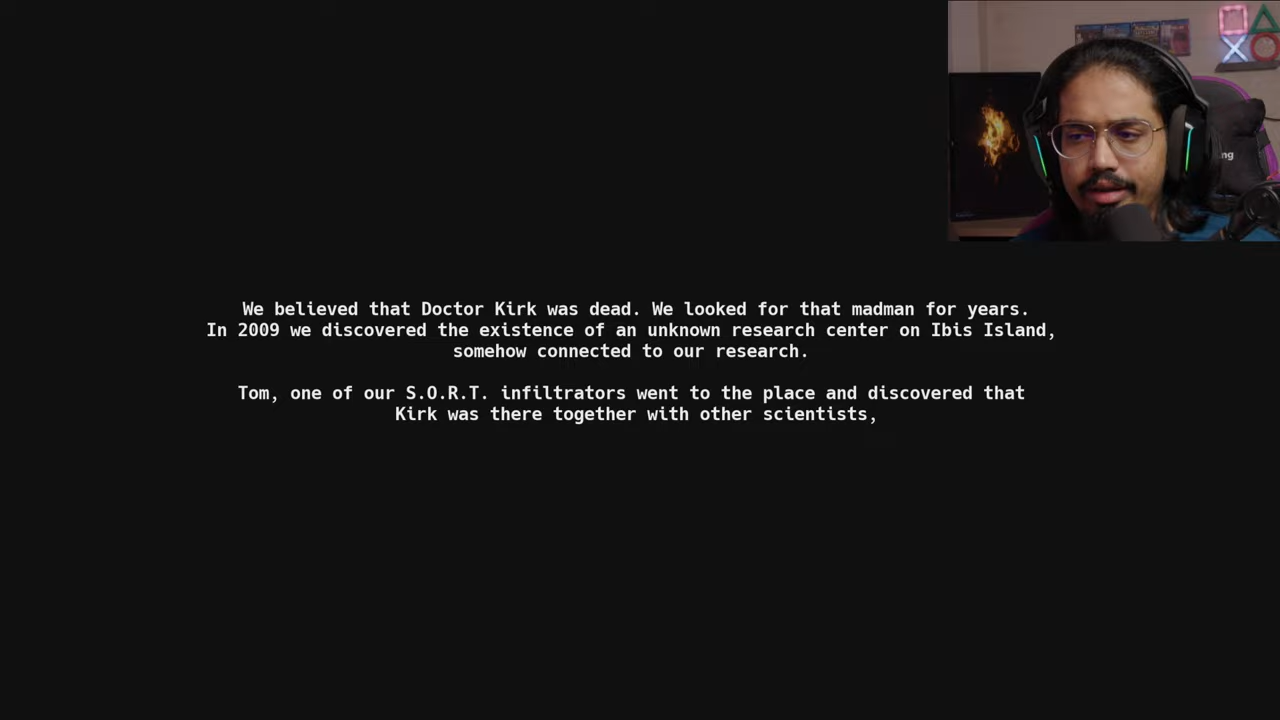 We believed that Doctor Kirk was dead. We looked for that madman for years.
In 2009 we discovered the existence of an unknown research center on Ibis Island,
somehow connected to our research.
Tom, one of our S.O.R.T. infiltrators went to the place and discovered that
Kirk was there together with other scientists,
ng